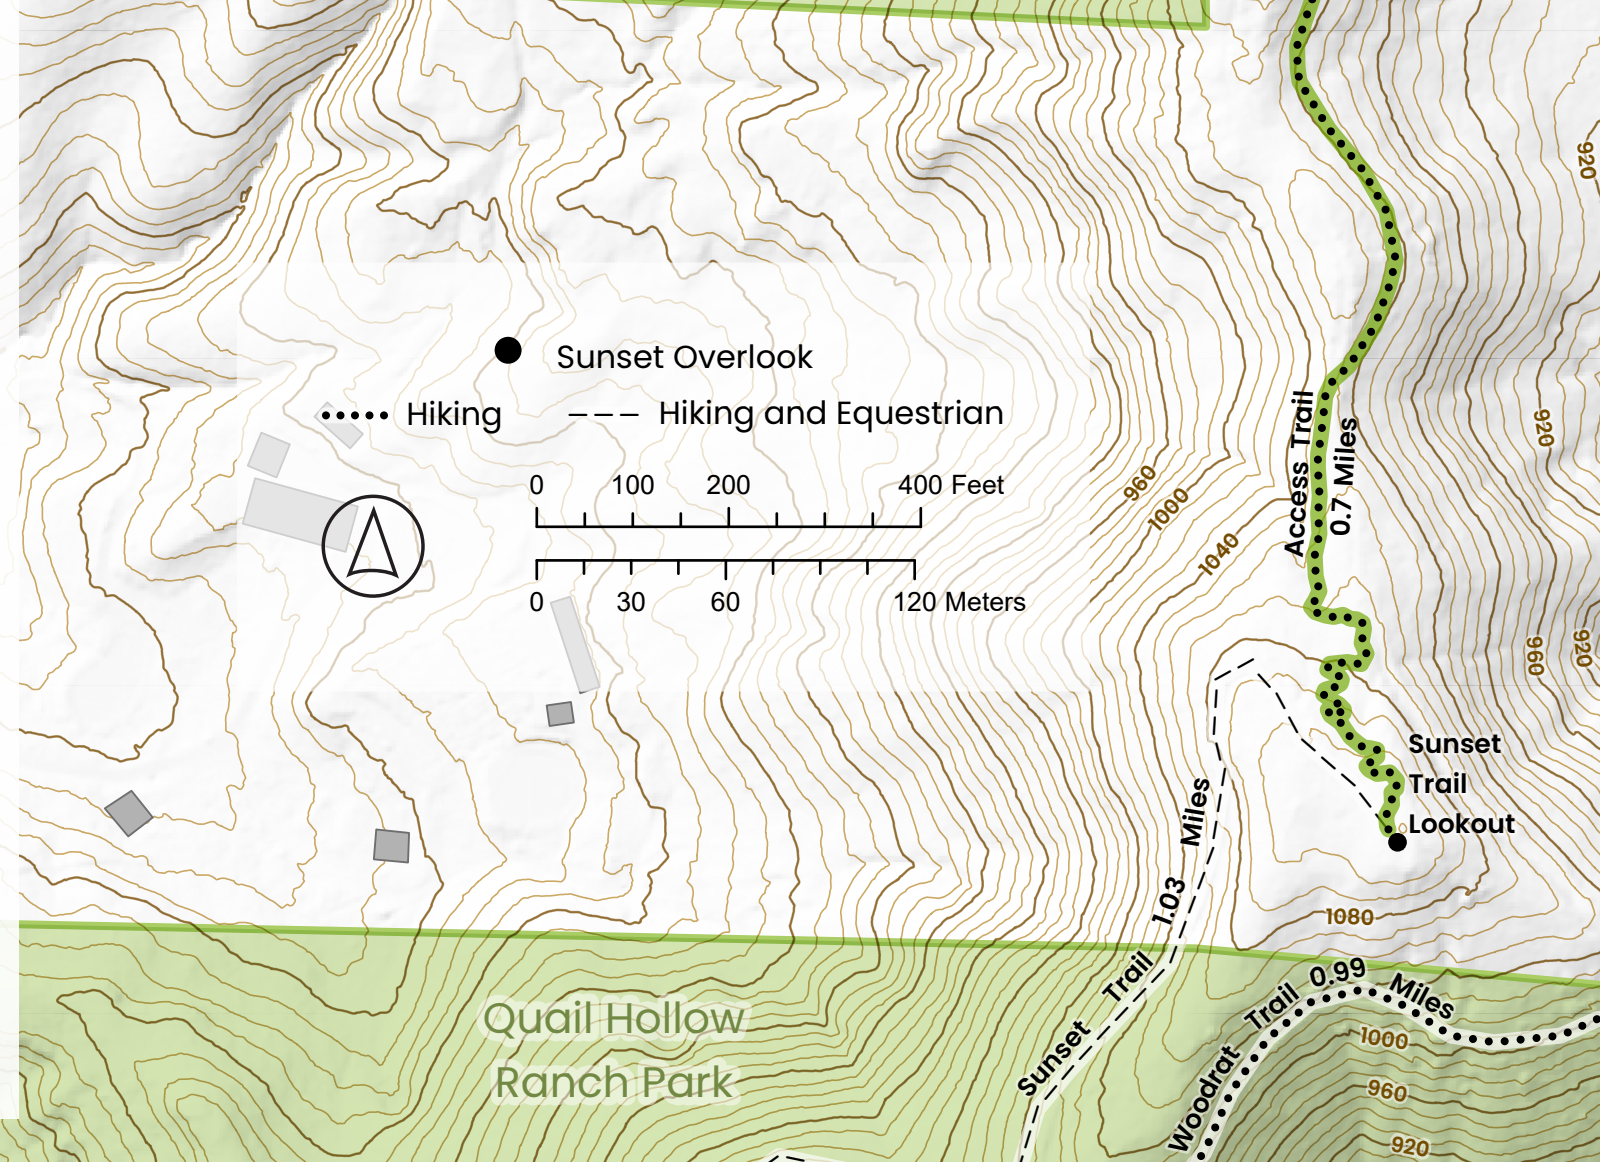 920
Sunset Overlook
Hiking
Hiking and Equestrian
0 100 200 400 Feet
0 30 60 120 Meters
960
1000
1040
Access Trail
0.7 Miles
920
960
920
Sunset
Trail
Lookout
1080
Sunset Trail 1.03 Miles
Woodrat Trail 0.99 Miles
1000
960
920
Quail Hollow
Ranch Park